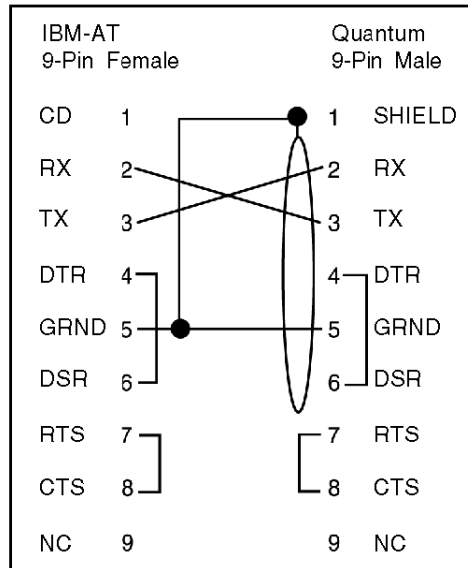 IBM-AT Quantum
9-Pin Female 9-Pin Male
CD 1 1 SHIELD
RX 2 2 RX
TX 3 3 TX
DTR 4 4 DTR
GRND 5 5 GRND
DSR 6 6 DSR
RTS 7 7 RTS
CTS 8 8 CTS
NC 9 9 NC